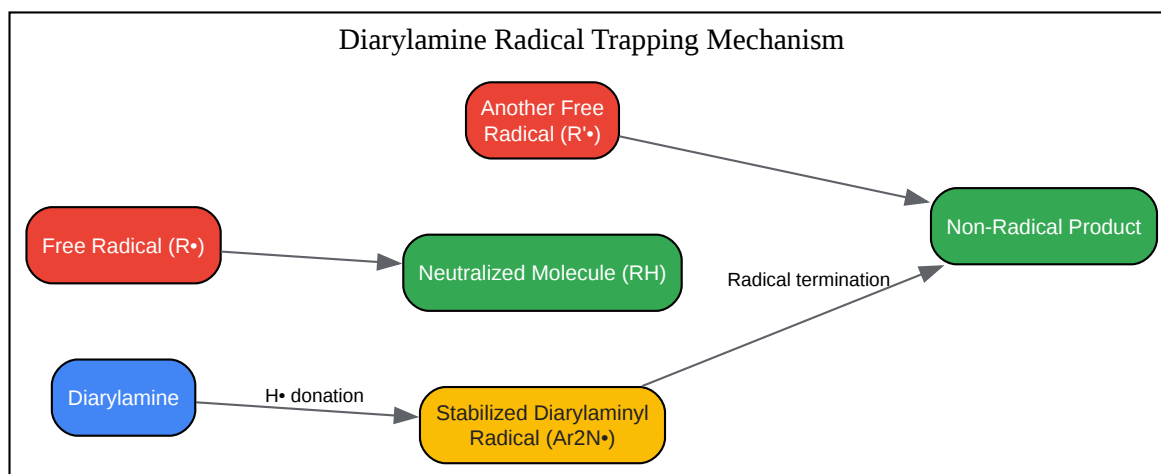 Diarylamine Radical Trapping Mechanism
Another Free
Radical (R'•)
Non-Radical Product
Free Radical (R•)
Neutralized Molecule (RH)
Radical termination
Diarylamine
H• donation
Stabilized Diarylaminyl
Radical (Ar2N•)